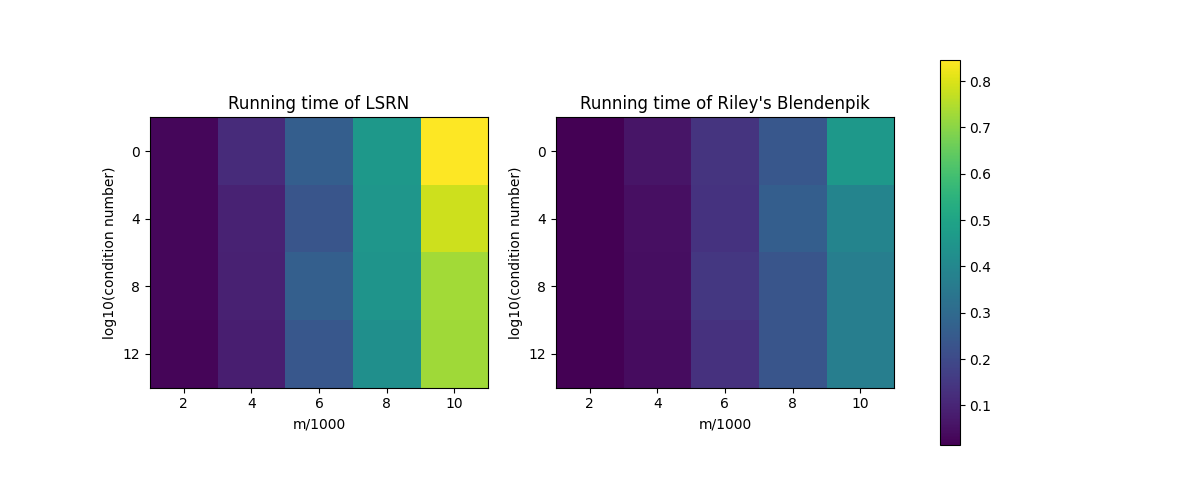 Running time of LSRN
0
4
8
12
log10(condition number)
2 4 6 8 10
m/1000
Running time of Riley's Blendenpik
0
4
8
12
log10(condition number)
2 4 6 8 10
m/1000
0.8
0.7
0.6
0.5
0.4
0.3
0.2
0.1